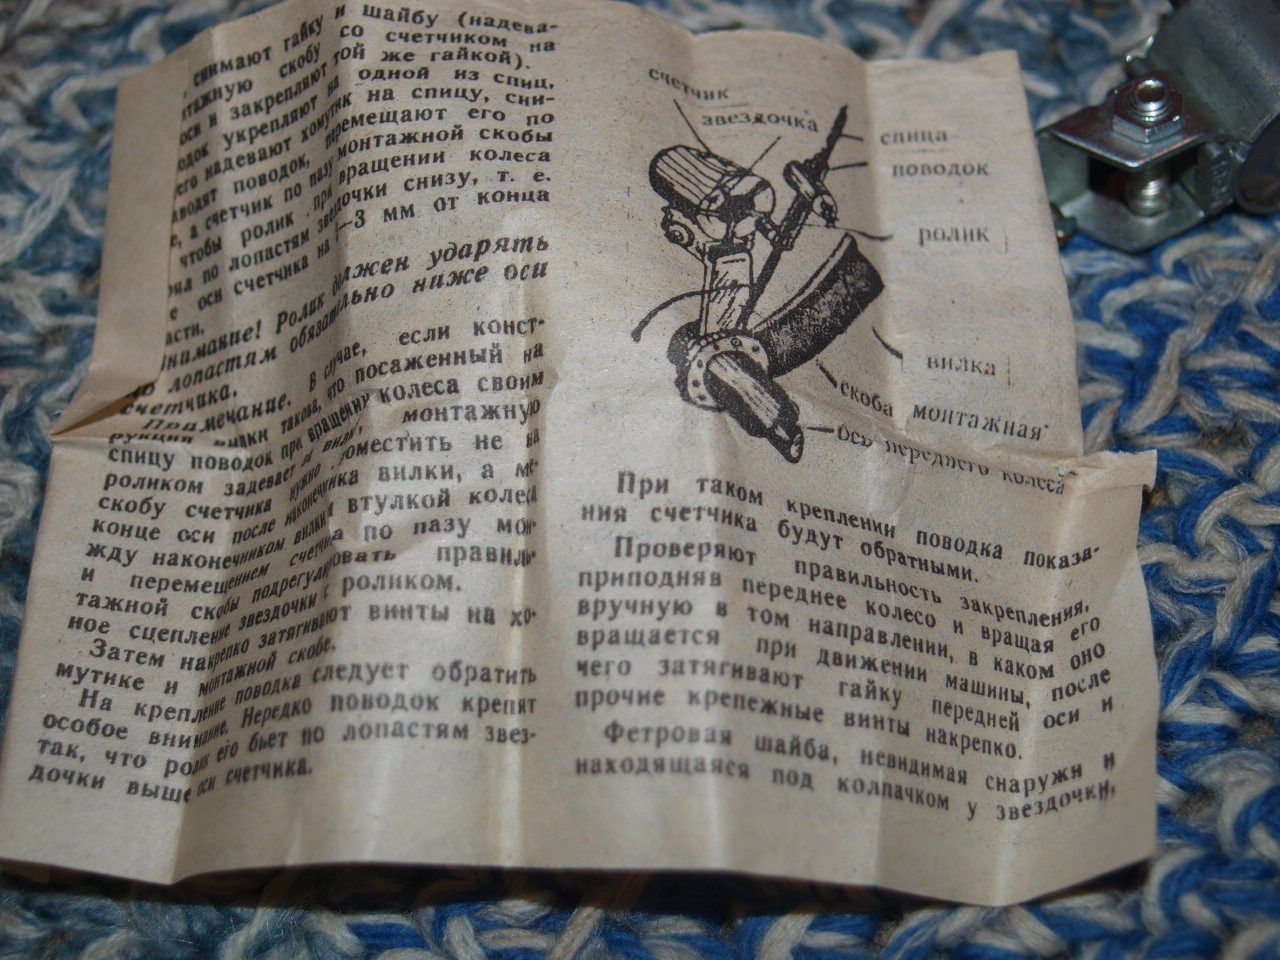 снимают гайку и шайбу (надева-
скобу со счетчиком на
оси и закрепляют той же гайкой).
укрепляют на одной из спиц,
его надевают хомутик на спицу, сни-
поводок, перемещают его по
а счетчик по пазу монтажной скобы
чтобы ролик при вращении колеса
по лопастям звездочки снизу, т. е.
оси счетчика на 1—3 мм от конца
Внимание! Ролик должен ударять
по лопастям обязательно ниже оси
счетчика.
Примечание. В случае, если конст-
рукция вилки такова, что посаженный на
спицу поводок при вращении колеса своим
роликом задевает за вилку, монтажную
скобу счетчика нужно поместить не на
конце оси после наконечника вилки, а ме-
жду наконечником вилки и втулкой колеса
и перемещением счетчика по пазу мон-
тажной скобы подрегулировать правиль-
ное сцепление звездочки с роликом.
Затем накрепко затягивают винты на хо-
мутике и монтажной скобе.
На крепление поводка следует обратить
особое внимание. Нередко поводок крепят
так, что ролик его бьет по лопастям звез-
дочки выше оси счетчика.
счетчик
звездочка
спица
поводок
ролик
вилка
скоба монтажная
ось переднего колеса
При таком креплении поводка показа-
ния счетчика будут обратными.
Проверяют правильность закрепления,
приподняв переднее колесо и вращая его
вручную в том направлении, в каком оно
вращается при движении машины, после
чего затягивают гайку передней оси и
прочие крепежные винты накрепко.
Фетровая шайба, невидимая снаружи и
находящаяся под колпачком у звездочки,